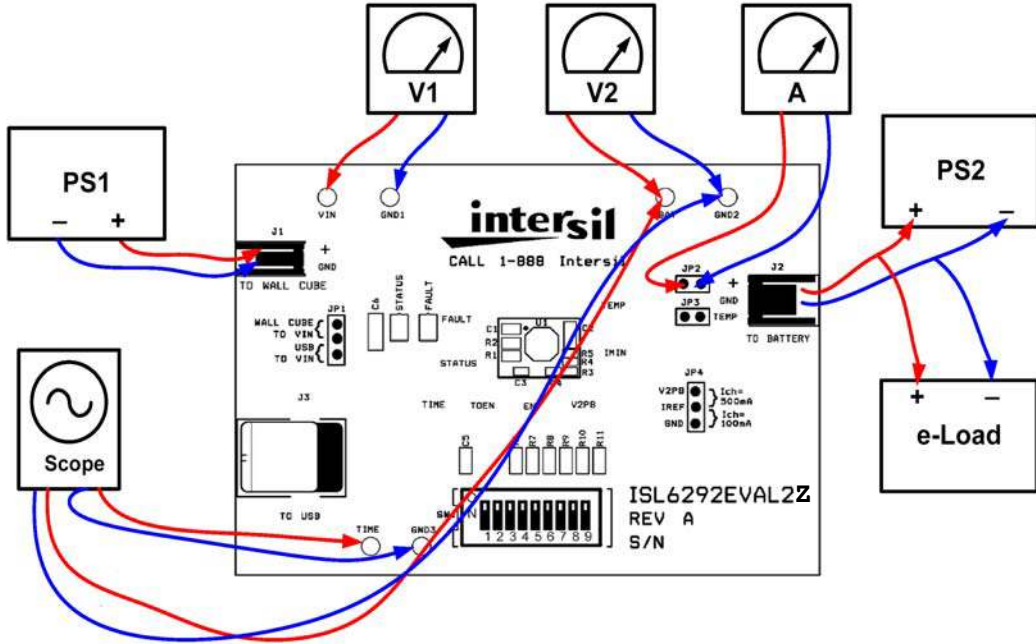 V1
V2
A
PS1
– +
PS2
+ –
VIN
GND1
GND2
intersil
CALL 1-888 Intersil
J1
+
GND
TO WALL CUBE
JP1
WALL CUBE
TO VIN
USB
TO VIN
C6
STATUS
FAULT
FAULT
STATUS
C1
R2
R1
U1
C2
R5
R4
R3
C3
TEMP
IMIN
JP2
JP3
TEMP
+
GND
J2
TO BATTERY
TIME
TOEN
V2PB
JP4
V2PB
IREF
GND
Ich=
500mA
Ich=
100mA
Scope
J3
TO USB
C5
R7
R8
R9
R10
R11
1 2 3 4 5 6 7 8 9
TIME
GND3
ISL6292EVAL2Z
REV A
S/N
+ –
e-Load